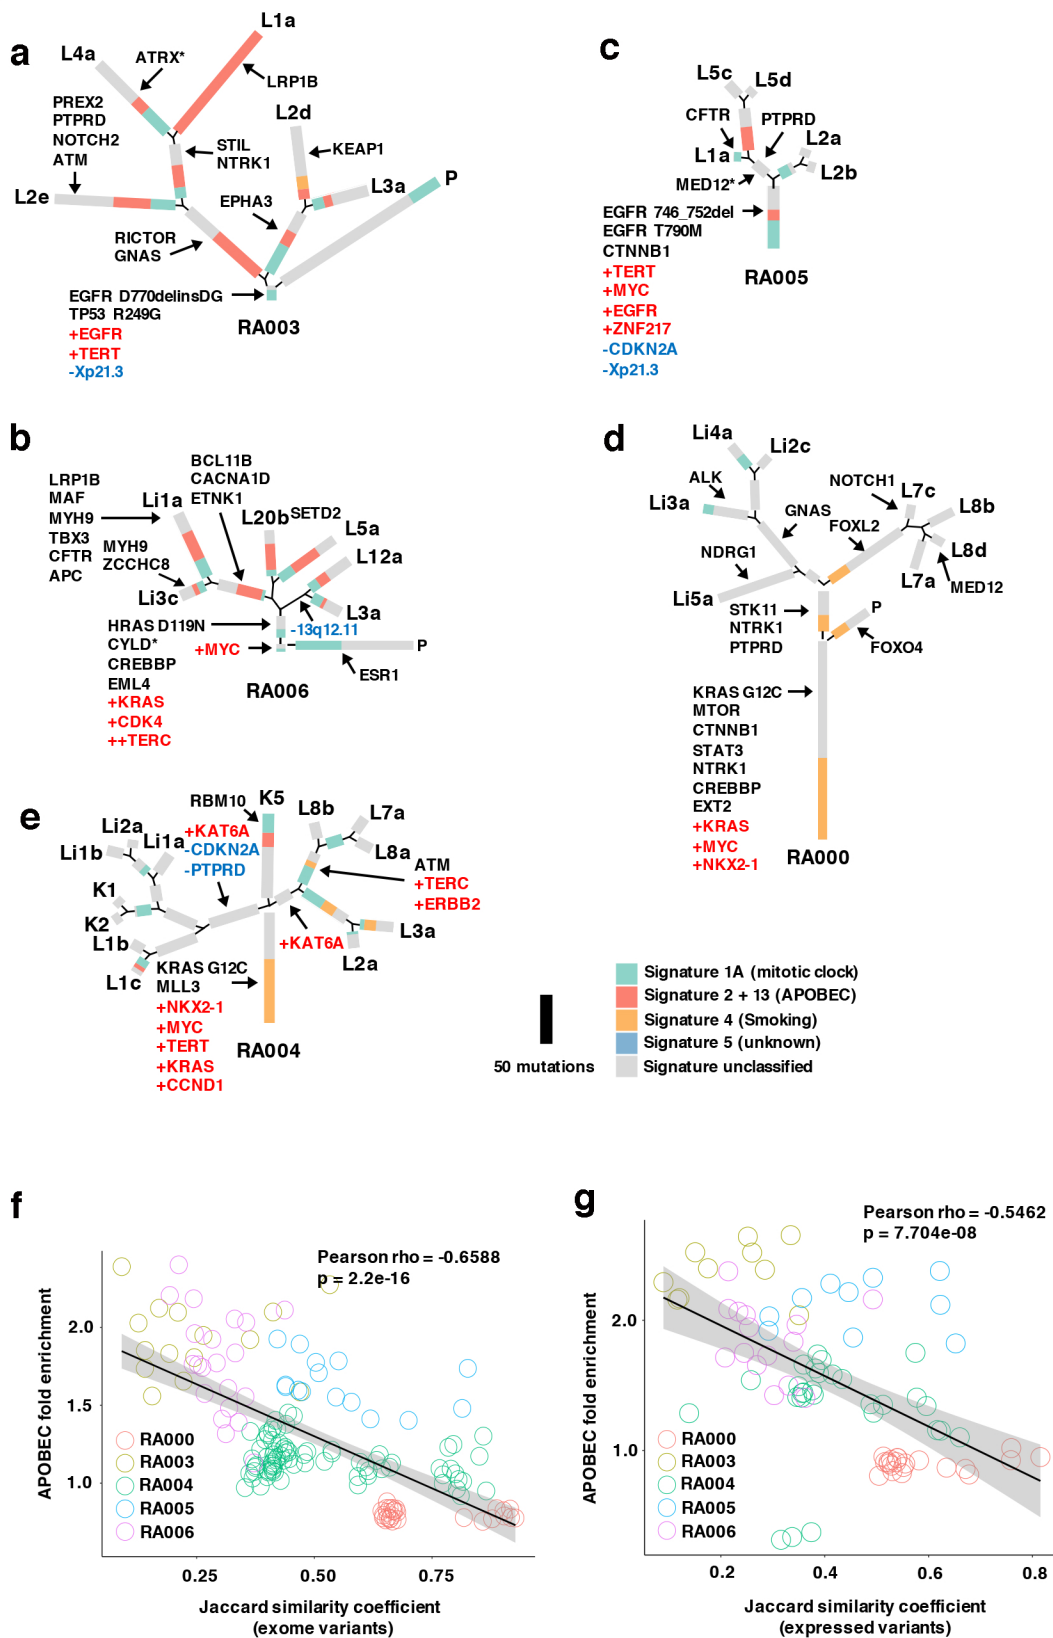 a
L1a
L4a
ATRX*
LRP1B
PREX2
PTPRD
NOTCH2
ATM
L2d
STIL
NTRK1
KEAP1
L2e
EPHA3
L3a
P
RICTOR
GNAS
EGFR D770delinsDG
TP53 R249G
+EGFR
+TERT
-Xp21.3
RA003
c
L5c
L5d
CFTR
PTPRD
L2a
L1a
L2b
MED12*
EGFR 746_752del
EGFR T790M
CTNNB1
+TERT
+MYC
+EGFR
+ZNF217
-CDKN2A
-Xp21.3
RA005
b
LRP1B
MAF
MYH9
TBX3
CFTR
APC
Li1a
BCL11B
CACNA1D
ETNK1
L20b
SETD2
L5a
L12a
MYH9
ZCCHC8
Li3c
L3a
HRAS D119N
CYLD*
CREBBP
EML4
+KRAS
+CDK4
++TERC
-13q12.11
+MYC
P
ESR1
RA006
d
Li4a
Li2c
ALK
Li3a
NOTCH1
L7c
L8b
GNAS
FOXL2
NDRG1
L8d
L7a
MED12
Li5a
STK11
NTRK1
PTPRD
P
FOXO4
KRAS G12C
MTOR
CTNNB1
STAT3
NTRK1
CREBBP
EXT2
+KRAS
+MYC
+NKX2-1
RA000
e
RBM10
K5
L8b
L7a
Li2a
Li1b
Li1a
+KAT6A
-CDKN2A
-PTPRD
L8a
ATM
+TERC
+ERBB2
K1
K2
L1b
L1c
+KAT6A
L3a
L2a
KRAS G12C
MLL3
+NKX2-1
+MYC
+TERT
+KRAS
+CCND1
RA004
50 mutations
Signature 1A (mitotic clock)
Signature 2 + 13 (APOBEC)
Signature 4 (Smoking)
Signature 5 (unknown)
Signature unclassified
f
Pearson rho = -0.6588
p = 2.2e-16
APOBEC fold enrichment
2.0
1.5
1.0
RA000
RA003
RA004
RA005
RA006
0.25 0.50 0.75
Jaccard similarity coefficient
(exome variants)
g
Pearson rho = -0.5462
p = 7.704e-08
APOBEC fold enrichment
2.0
1.0
RA000
RA003
RA004
RA005
RA006
0.2 0.4 0.6 0.8
Jaccard similarity coefficient
(expressed variants)